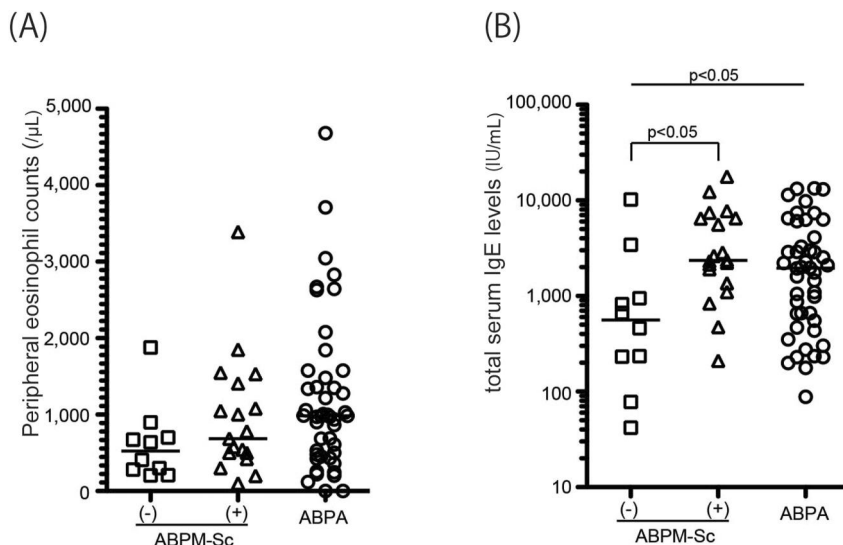 (A)
Peripheral eosinophil counts (/μL)
5,000
4,000
3,000
2,000
1,000
0
(-)
(+)
ABPA
ABPM-Sc
(B)
p<0.05
p<0.05
total serum IgE levels (IU/mL)
100,000
10,000
1,000
100
10
(-)
(+)
ABPA
ABPM-Sc